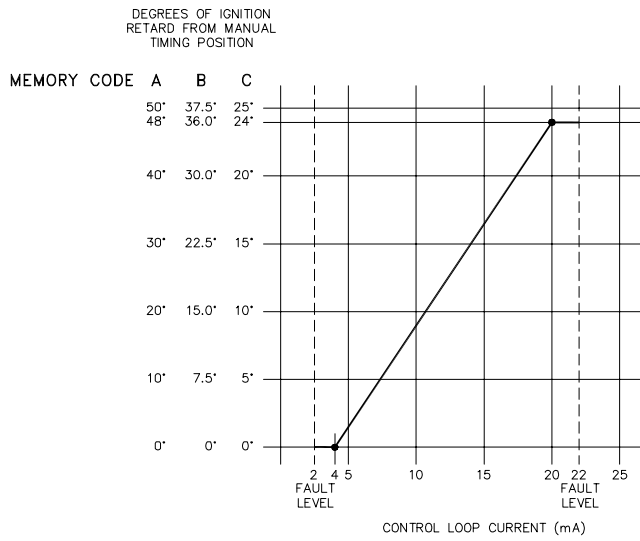 DEGREES OF IGNITION
RETARD FROM MANUAL
TIMING POSITION
MEMORY CODE A B C
50° 37.5° 25°
48° 36.0° 24°
40° 30.0° 20°
30° 22.5° 15°
20° 15.0° 10°
10° 7.5° 5°
0° 0° 0°
2 4 5 10 15 20 22 25
FAULT LEVEL
FAULT LEVEL
CONTROL LOOP CURRENT (mA)